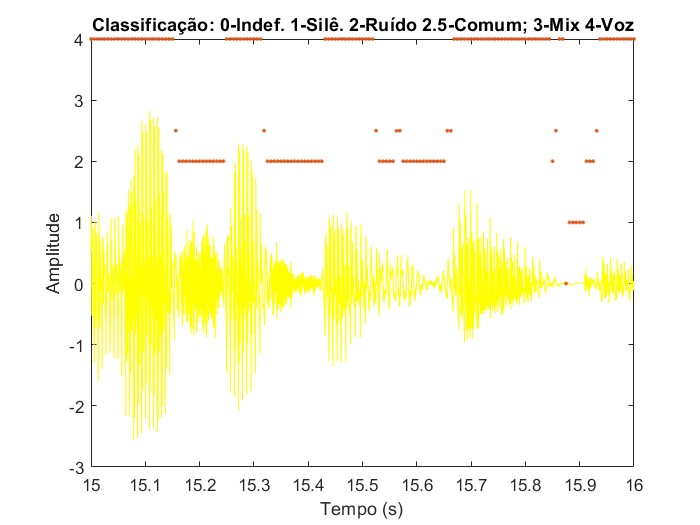 Classificação: 0-Indef. 1-Silê. 2-Ruído 2.5-Comum; 3-Mix 4-Voz
4
3
2
1
0
-1
-2
-3
Amplitude
15 15.1 15.2 15.3 15.4 15.5 15.6 15.7 15.8 15.9 16
Tempo (s)